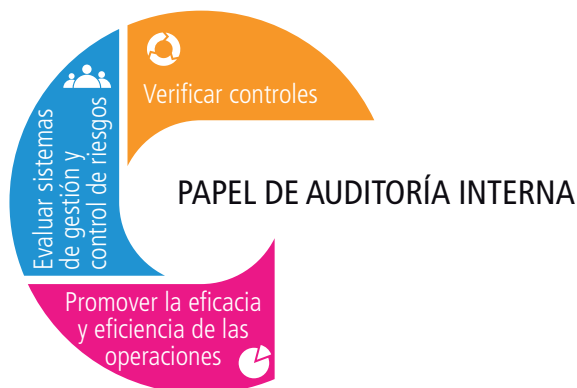 Verificar controles
Evaluar sistemas
de gestión y
control de riesgos
PAPEL DE AUDITORÍA INTERNA
Promover la eficacia
y eficiencia de las
operaciones